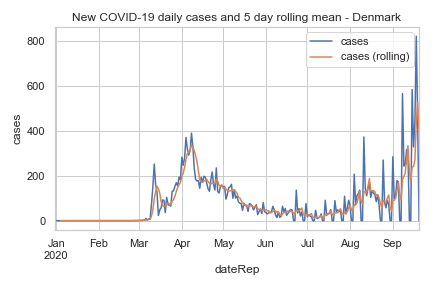 New COVID-19 daily cases and 5 day rolling mean - Denmark
cases
cases (rolling)
800
600
400
200
0
cases
Jan Feb Mar Apr May Jun Jul Aug Sep
2020
dateRep